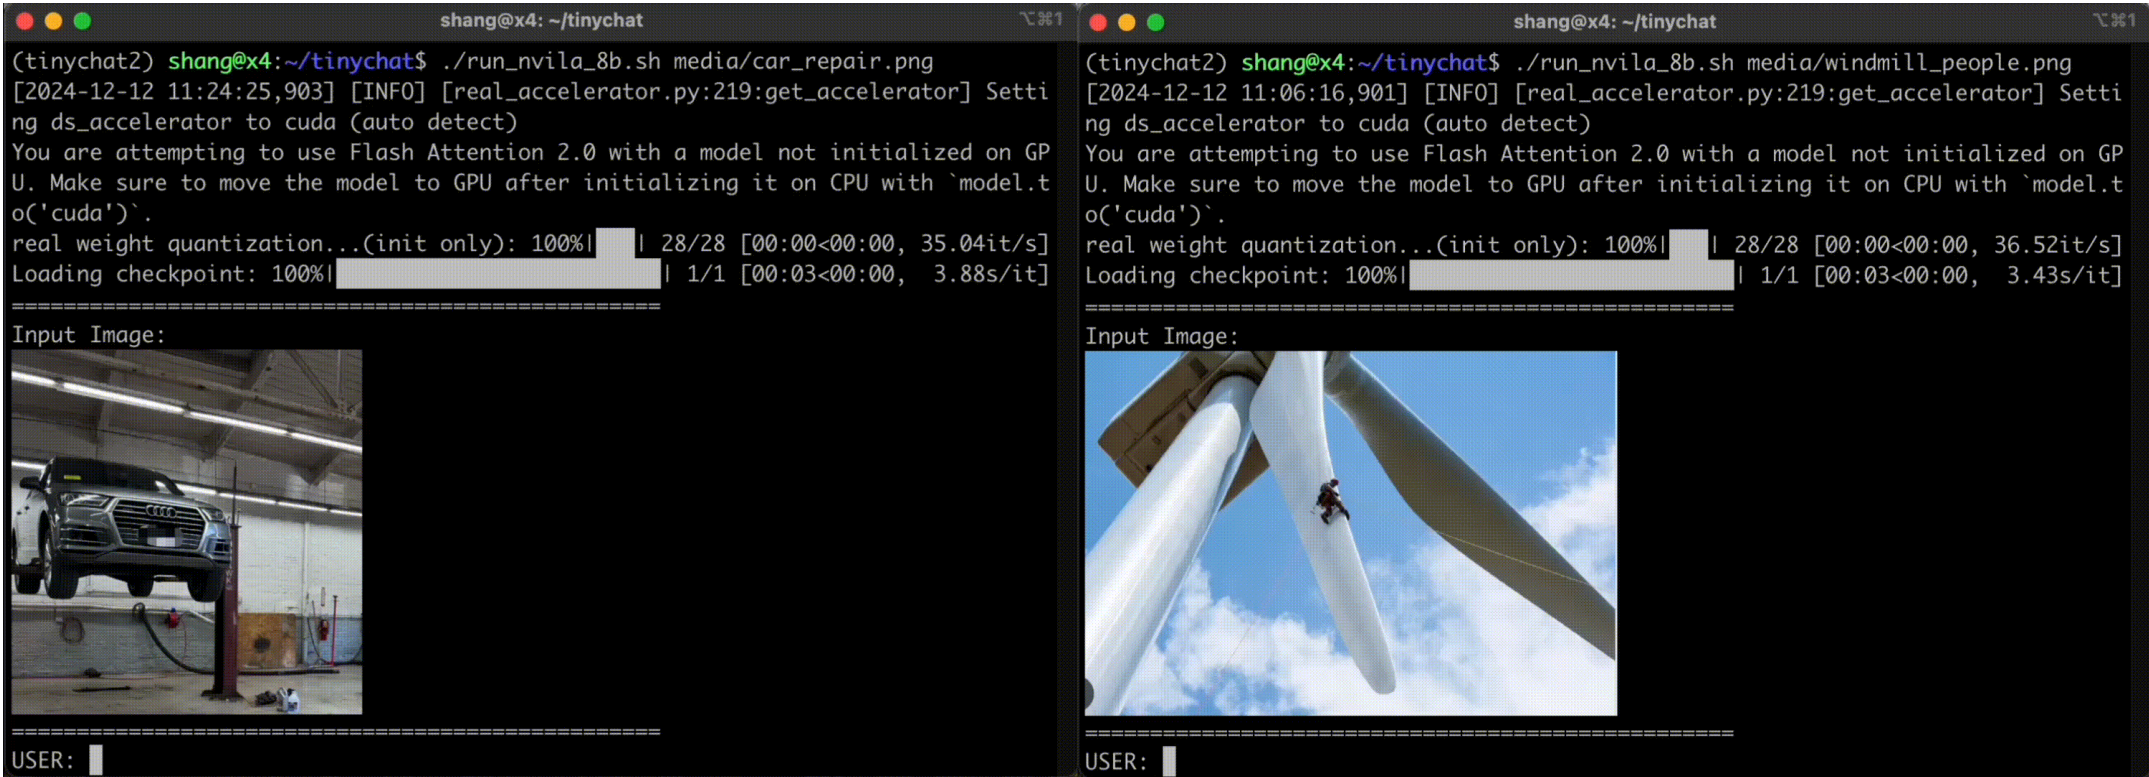 shang@x4: ~/tinychat
⌥⌘1
(tinychat2) shang@x4:~/tinychat$ ./run_nvila_8b.sh media/car_repair.png
[2024-12-12 11:24:25,903] [INFO] [real_accelerator.py:219:get_accelerator] Setti
ng ds_accelerator to cuda (auto detect)
You are attempting to use Flash Attention 2.0 with a model not initialized on GP
U. Make sure to move the model to GPU after initializing it on CPU with `model.t
o('cuda')`.
real weight quantization...(init only): 100%|███| 28/28 [00:00<00:00, 35.04it/s]
Loading checkpoint: 100%|█████████████████████████| 1/1 [00:03<00:00,  3.88s/it]
==================================================
Input Image:
==================================================
USER:
shang@x4: ~/tinychat
⌥⌘1
(tinychat2) shang@x4:~/tinychat$ ./run_nvila_8b.sh media/windmill_people.png
[2024-12-12 11:06:16,901] [INFO] [real_accelerator.py:219:get_accelerator] Setti
ng ds_accelerator to cuda (auto detect)
You are attempting to use Flash Attention 2.0 with a model not initialized on GP
U. Make sure to move the model to GPU after initializing it on CPU with `model.t
o('cuda')`.
real weight quantization...(init only): 100%|███| 28/28 [00:00<00:00, 36.52it/s]
Loading checkpoint: 100%|█████████████████████████| 1/1 [00:03<00:00,  3.43s/it]
==================================================
Input Image:
==================================================
USER: